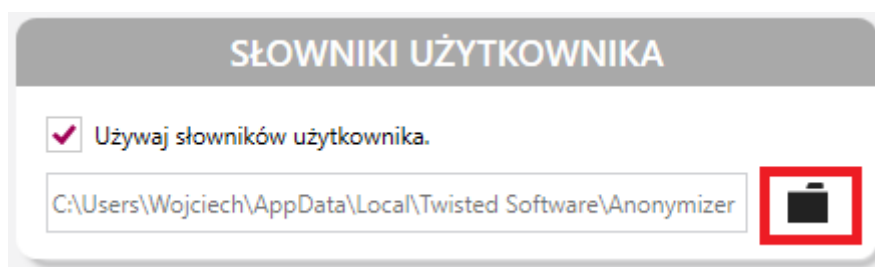 SŁOWNIKI UŻYTKOWNIKA
Używaj słowników użytkownika.
C:\Users\Wojciech\AppData\Local\Twisted Software\Anonymizer